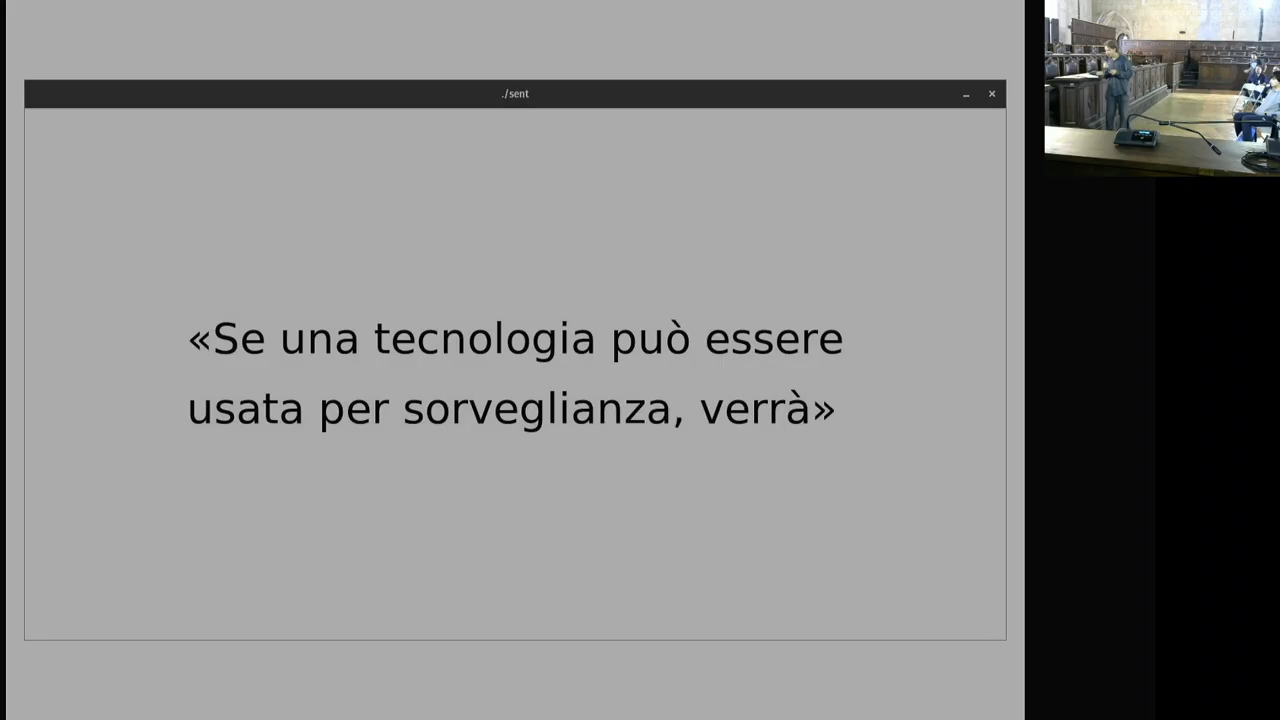 ./sent
«Se una tecnologia può essere
usata per sorveglianza, verrà»